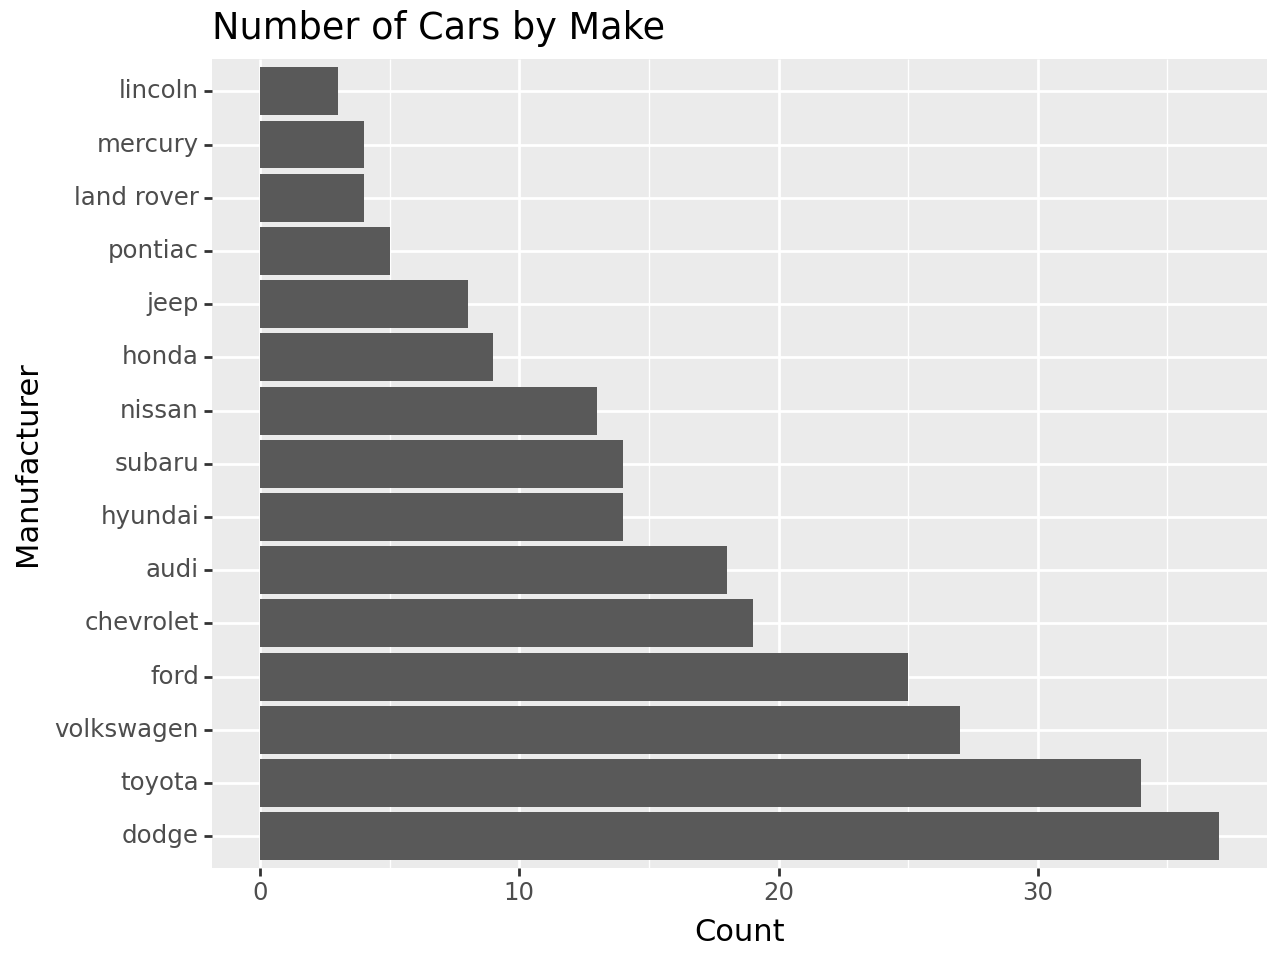 Number of Cars by Make
Manufacturer
lincoln
mercury
land rover
pontiac
jeep
honda
nissan
subaru
hyundai
audi
chevrolet
ford
volkswagen
toyota
dodge
0 10 20 30
Count